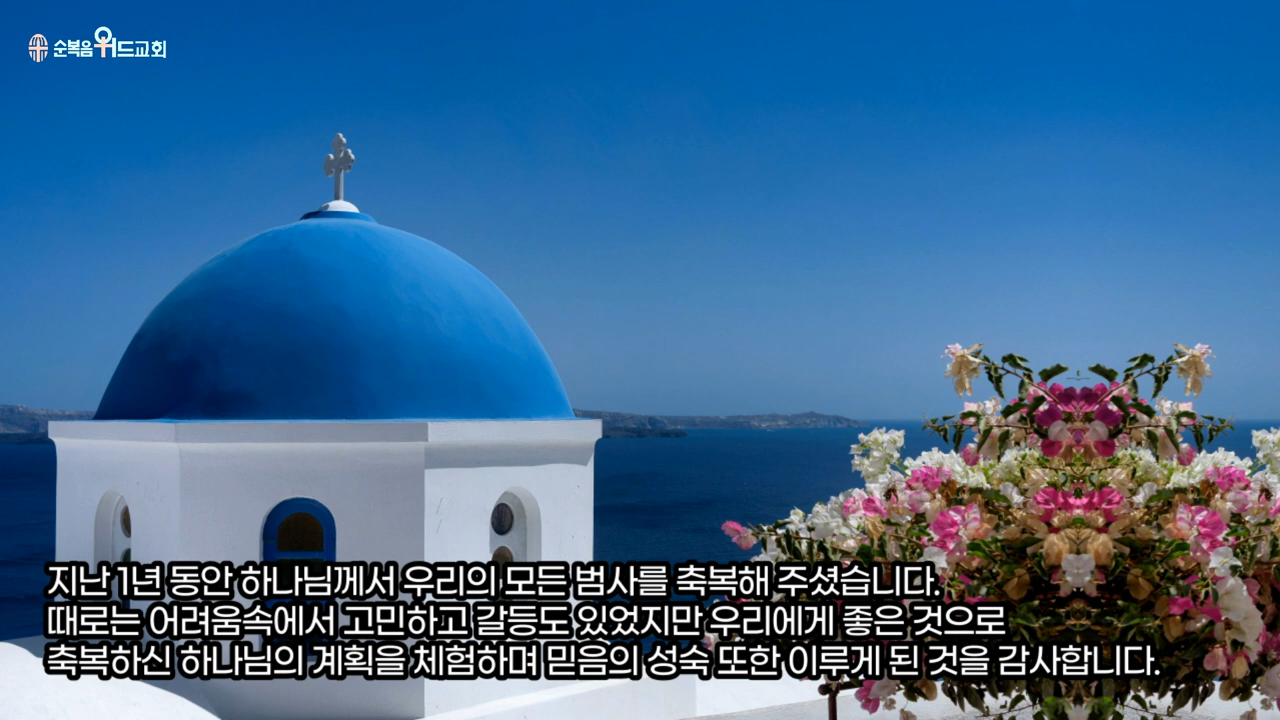 순복음워드교회
지난 1년 동안 하나님께서 우리의 모든 범사를 축복해 주셨습니다.
때로는 어려움속에서 고민하고 갈등도 있었지만 우리에게 좋은 것으로
축복하신 하나님의 계획을 체험하며 믿음의 성숙 또한 이루게 된 것을 감사합니다.